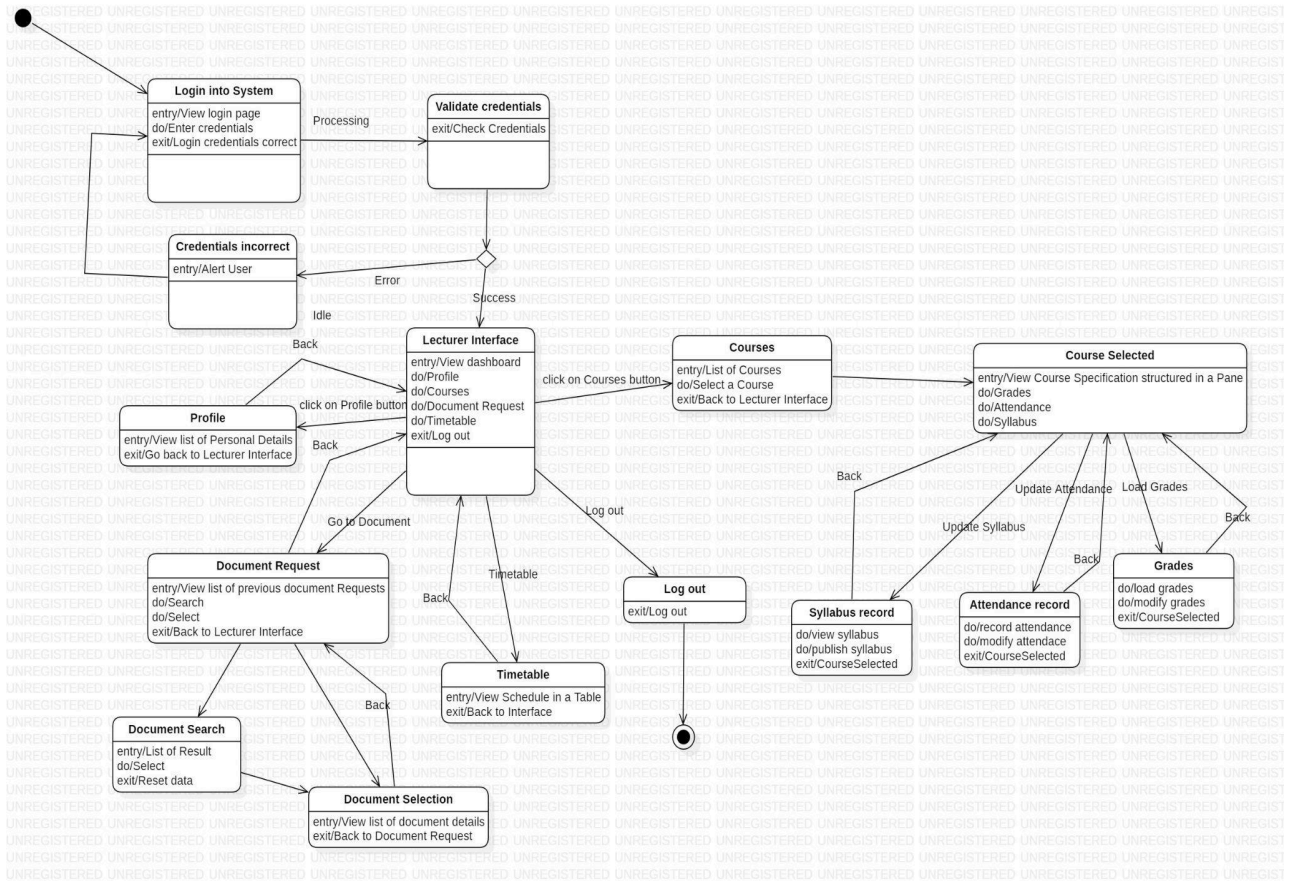 Login into System
entry/View login page
do/Enter credentials
exit/Login credentials correct
Processing
Validate credentials
exit/Check Credentials
Credentials incorrect
entry/Alert User
Error
Success
Idle
Back
Lecturer Interface
entry/View dashboard
do/Profile
do/Courses
do/Document Request
do/Timetable
exit/Log out
click on Courses button
Courses
entry/List of Courses
do/Select a Course
exit/Back to Lecturer Interface
Course Selected
entry/View Course Specification structured in a Pane
do/Grades
do/Attendance
do/Syllabus
click on Profile button
Profile
entry/View list of Personal Details
exit/Go back to Lecturer Interface
Back
Go to Document
Log out
Back
Update Attendance
Load Grades
Update Syllabus
Back
Back
Document Request
entry/View list of previous document Requests
do/Search
do/Select
exit/Back to Lecturer Interface
Timetable
Back
Log out
exit/Log out
Syllabus record
do/view syllabus
do/publish syllabus
exit/CourseSelected
Attendance record
do/record attendance
do/modify attendace
exit/CourseSelected
Grades
do/load grades
do/modify grades
exit/CourseSelected
Timetable
entry/View Schedule in a Table
exit/Back to Interface
Back
Document Search
entry/List of Result
do/Select
exit/Reset data
Document Selection
entry/View list of document details
exit/Back to Document Request
UNREGISTERED